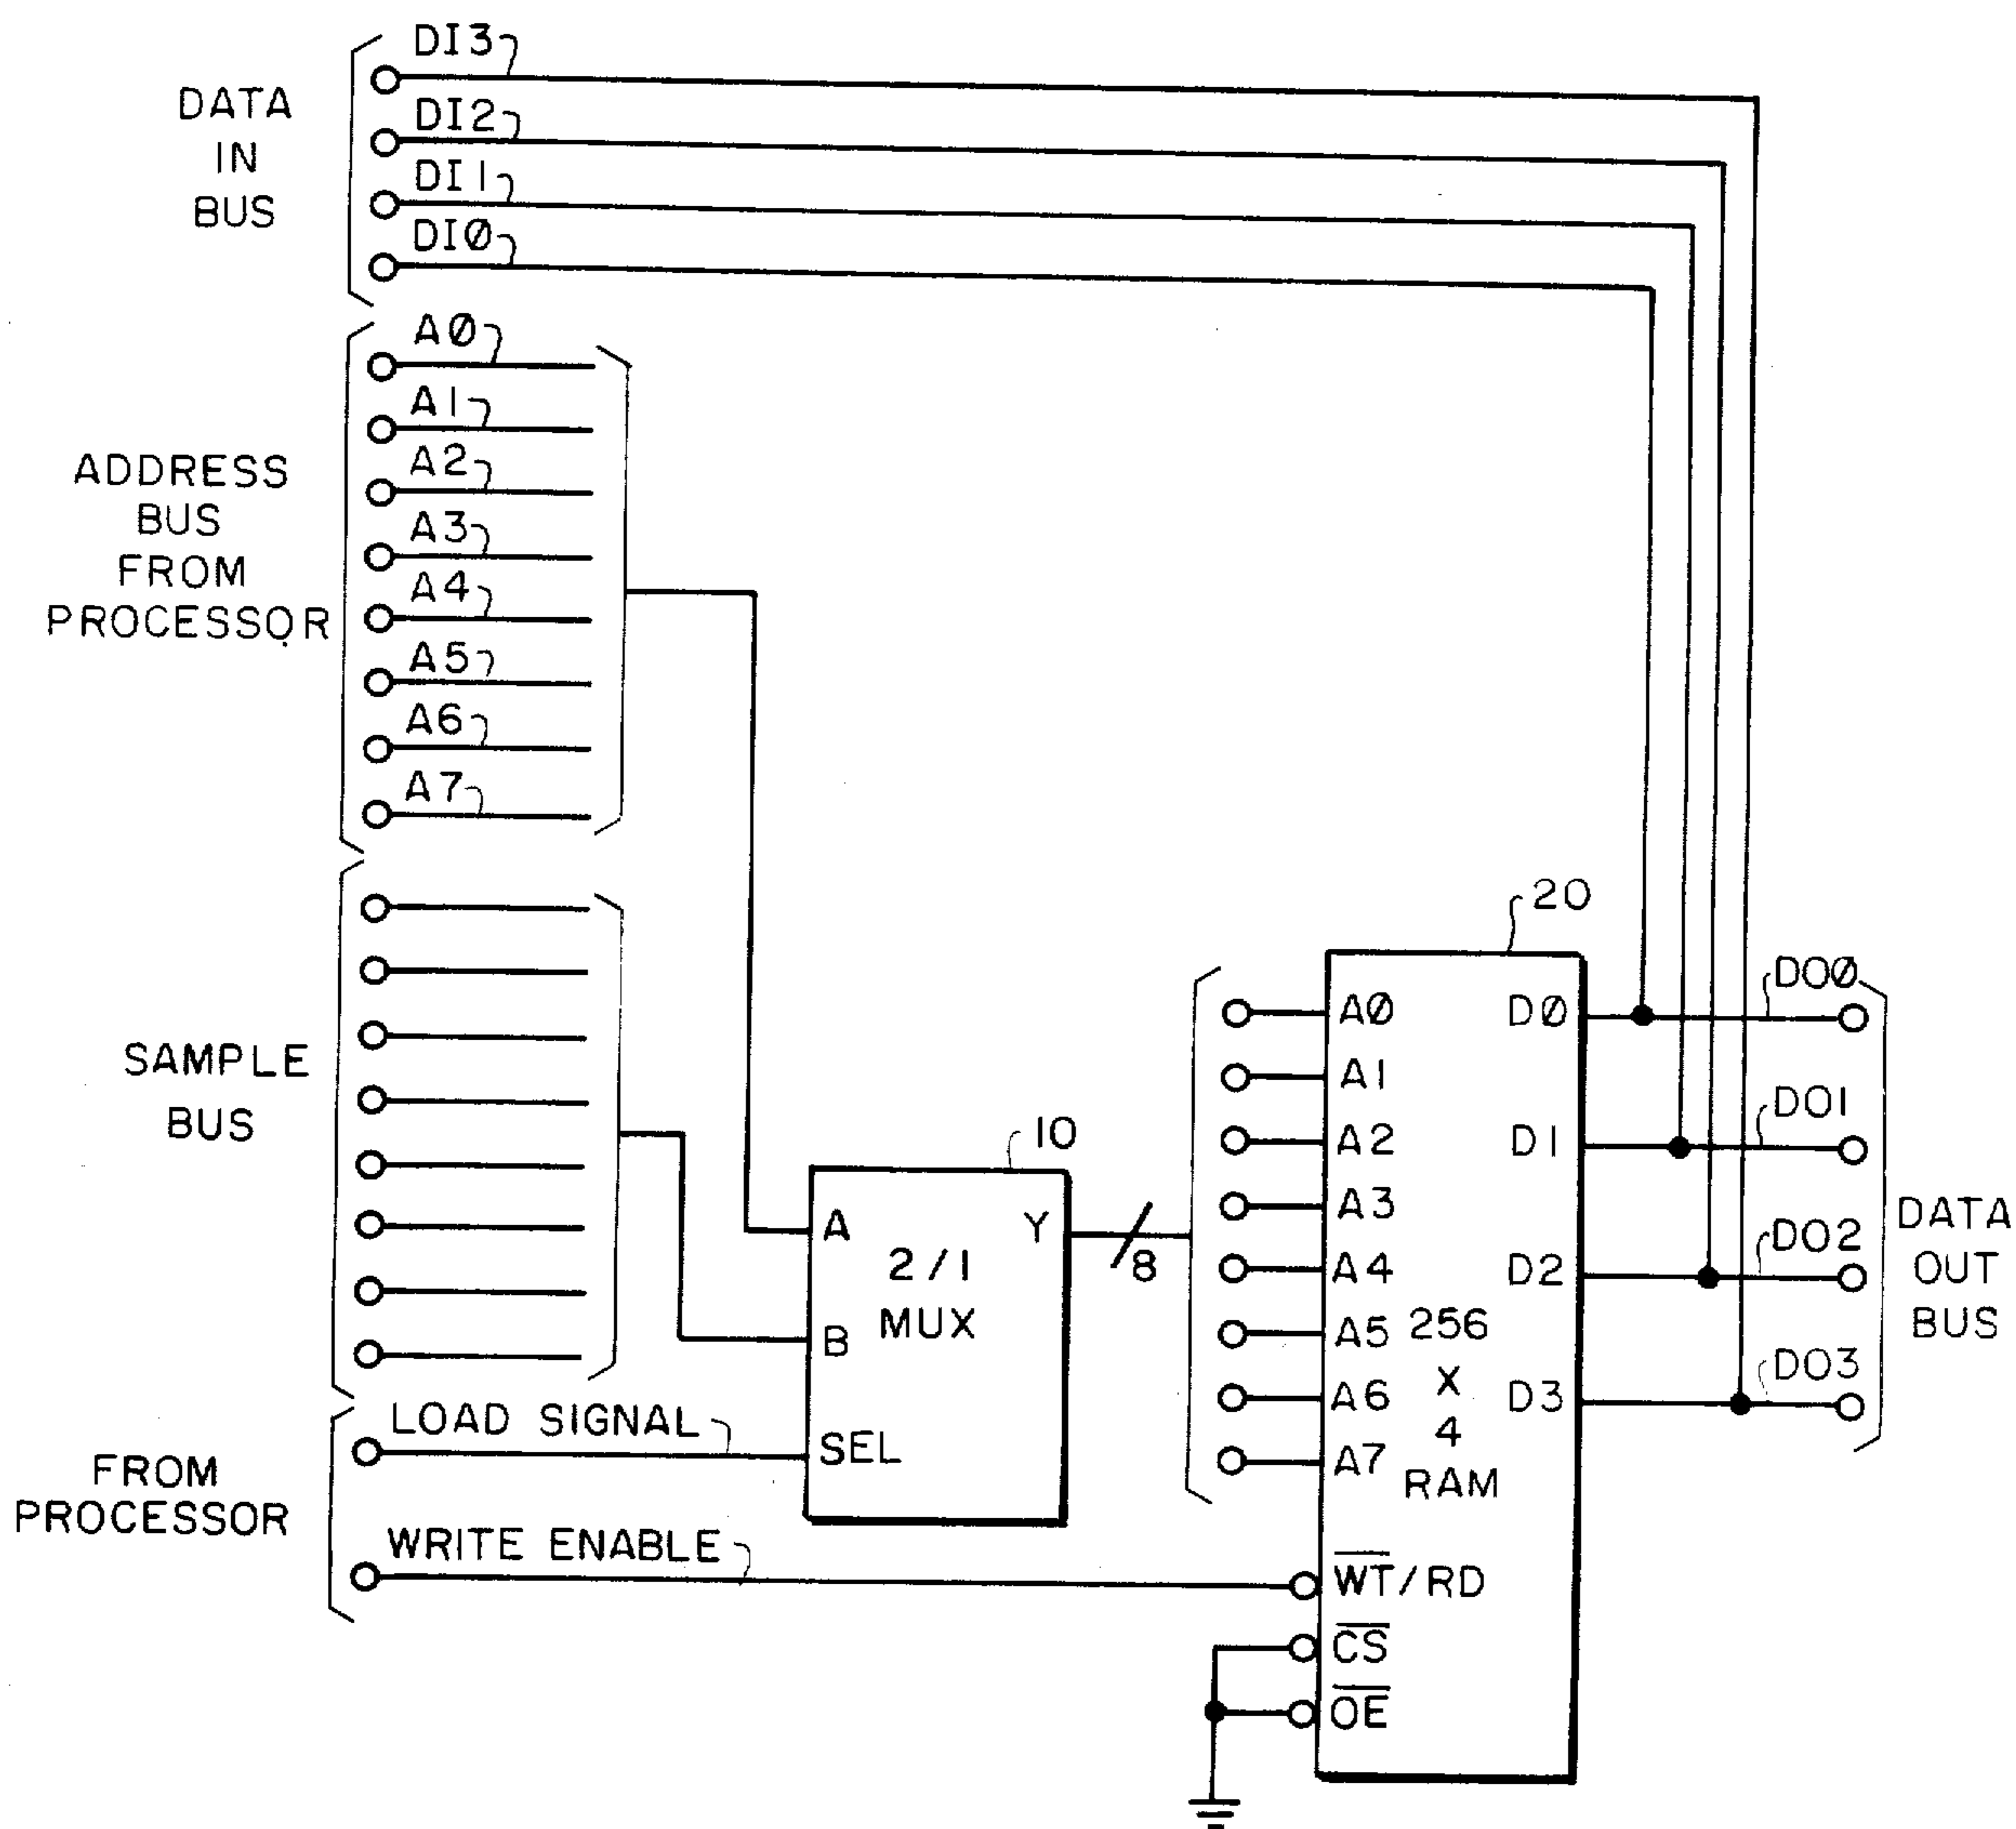 DATA
IN
BUS
DI3
DI2
DI1
DIØ
ADDRESS
BUS
FROM
PROCESSOR
AØ
A1
A2
A3
A4
A5
A6
A7
SAMPLE
BUS
FROM
PROCESSOR
LOAD SIGNAL
WRITE ENABLE
10
A
Y
2/1
MUX
B
SEL
8
20
AØ
A1
A2
A3
A4
A5
A6
A7
256
X
4
RAM
DØ
D1
D2
D3
W̅T̅/RD
C̅S̅
O̅E̅
DOØ
DO1
DO2
DO3
DATA
OUT
BUS